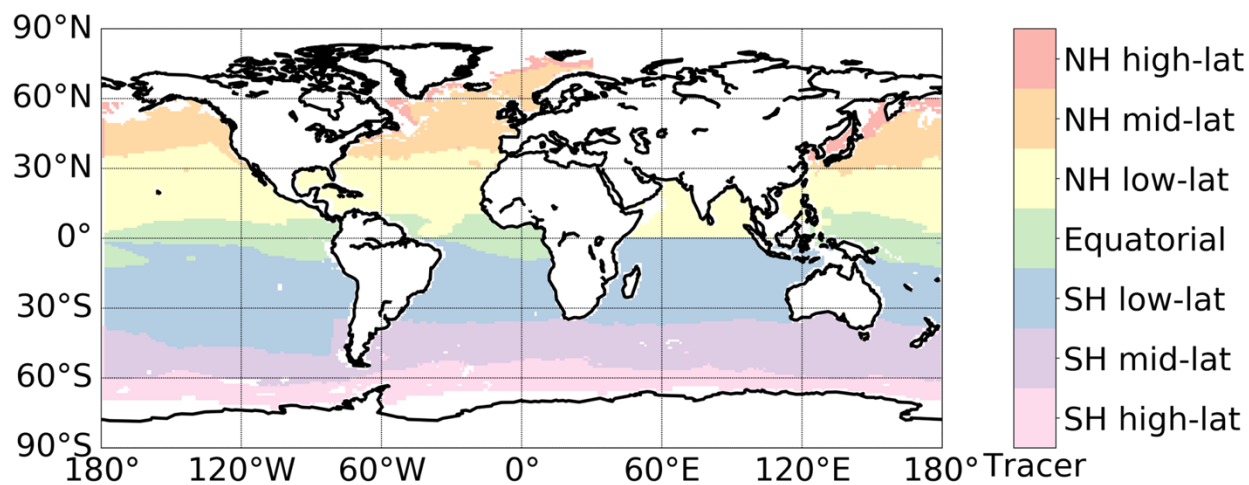 90°N
60°N
30°N
0°
30°S
60°S
90°S
180°
120°W
60°W
0°
60°E
120°E
180°
NH high-lat
NH mid-lat
NH low-lat
Equatorial
SH low-lat
SH mid-lat
SH high-lat
Tracer